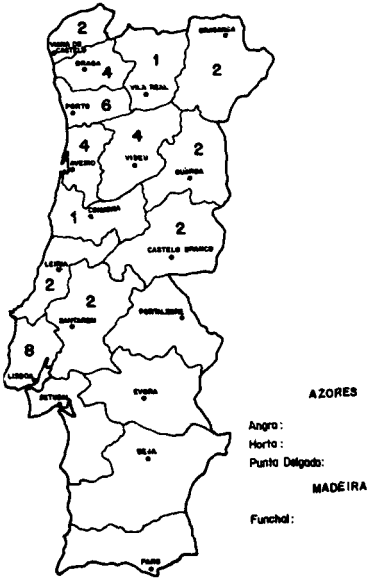 2
BRAGANÇA
VIANA DO
CASTELO
BRAGA
4
1
2
VILA REAL
PORTO
6
4
AVEIRO
4
VISEU
2
GUARDA
1
COIMBRA
2
CASTELO BRANCO
LEIRIA
2
2
SANTAREM
PORTALEGRE
8
LISBOA
SETUBAL
EVORA
AZORES
Angra:
Horta:
Punta Delgada:
BEJA
MADEIRA
Funchal:
FARO